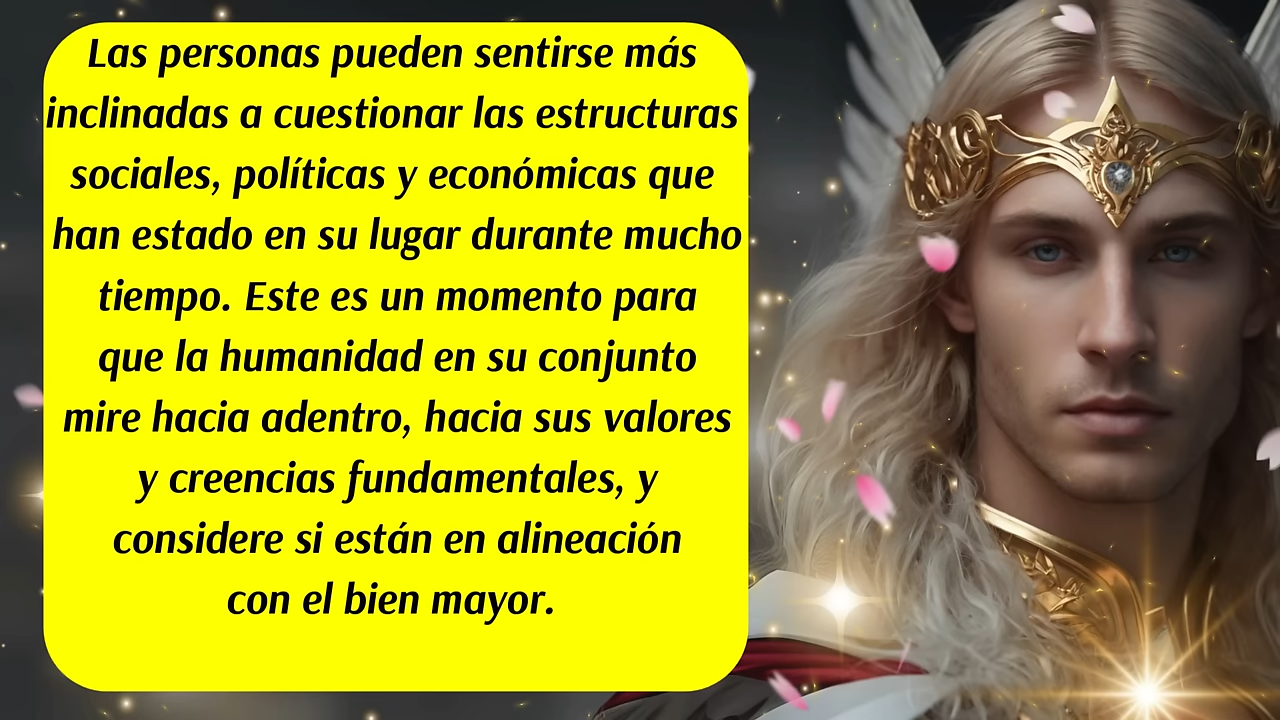 Las personas pueden sentirse más
inclinadas a cuestionar las estructuras
sociales, políticas y económicas que
han estado en su lugar durante mucho
tiempo. Este es un momento para
que la humanidad en su conjunto
mire hacia adentro, hacia sus valores
y creencias fundamentales, y
considere si están en alineación
con el bien mayor.